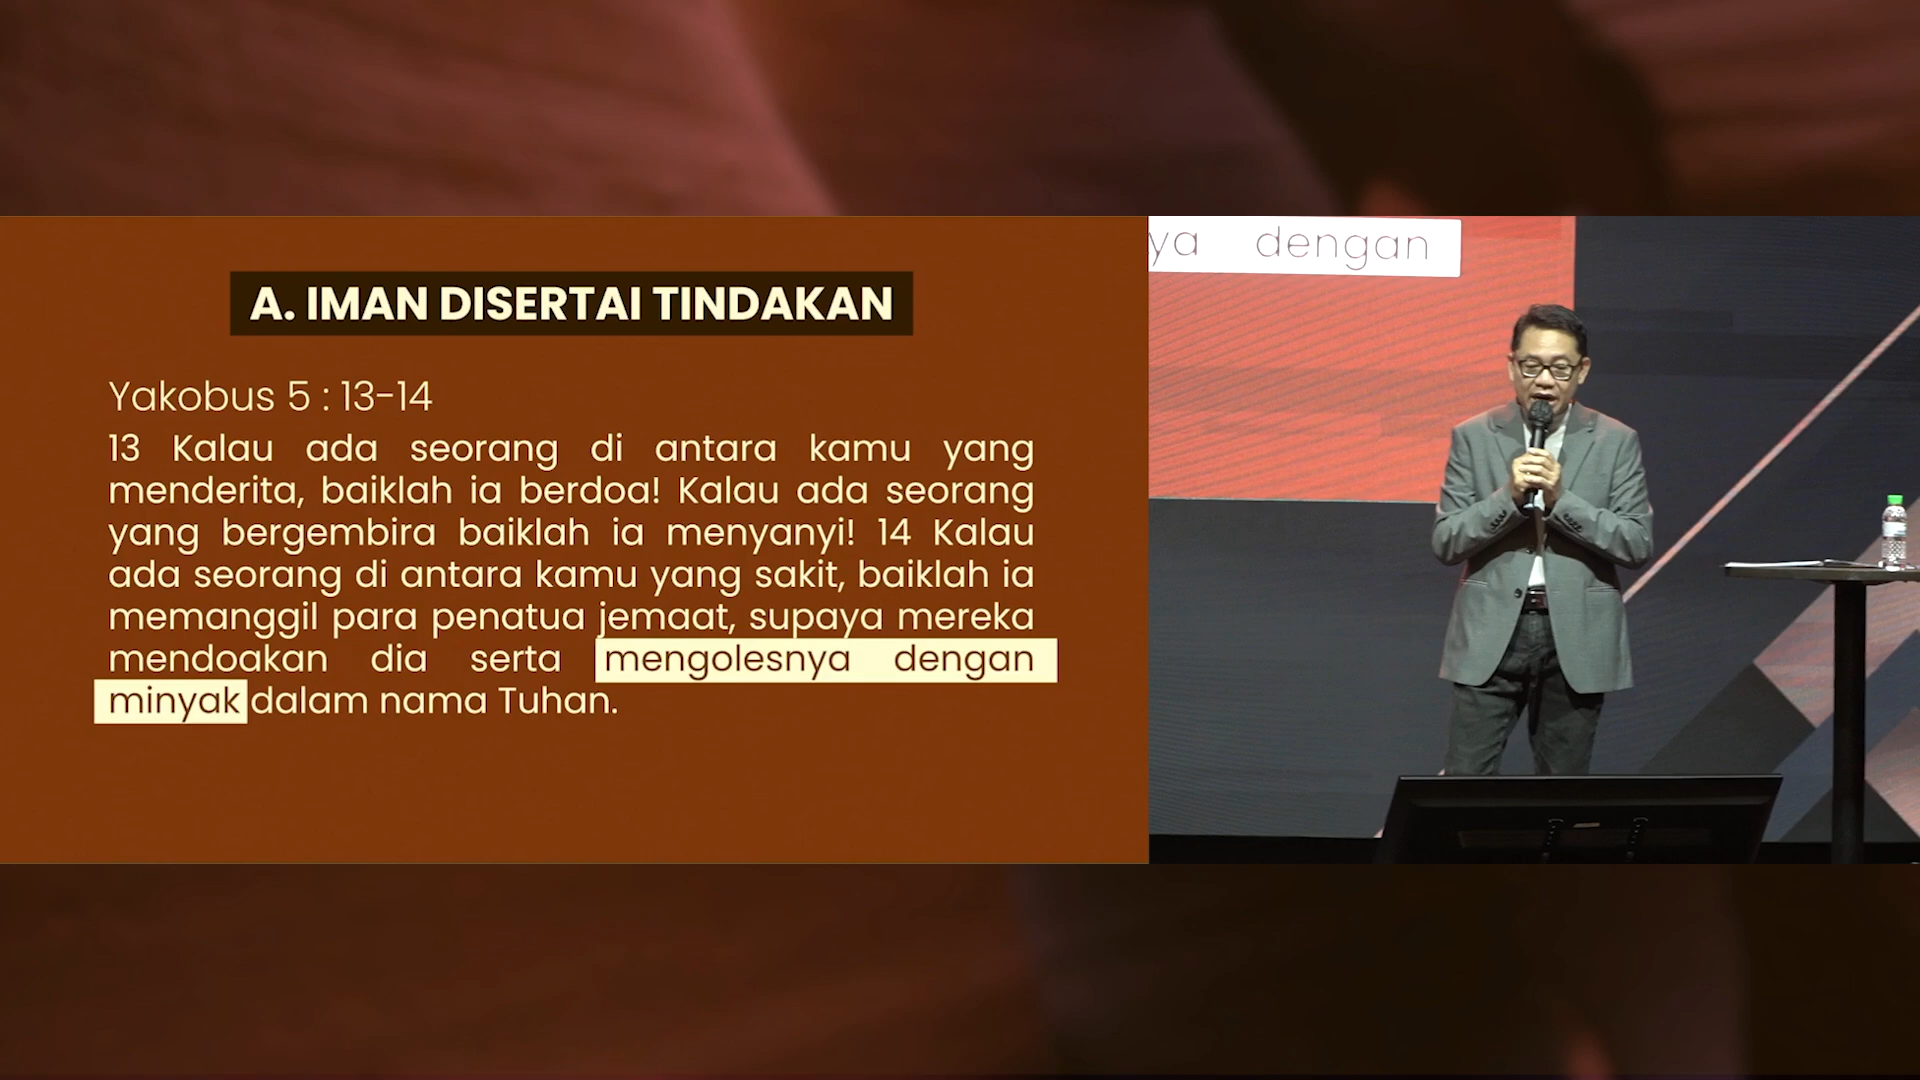 A. IMAN DISERTAI TINDAKAN
Yakobus 5 : 13-14
13 Kalau ada seorang di antara kamu yang
menderita, baiklah ia berdoa! Kalau ada seorang
yang bergembira baiklah ia menyanyi! 14 Kalau
ada seorang di antara kamu yang sakit, baiklah ia
memanggil para penatua jemaat, supaya mereka
mendoakan dia serta mengolesnya dengan
minyak dalam nama Tuhan.
ya dengan